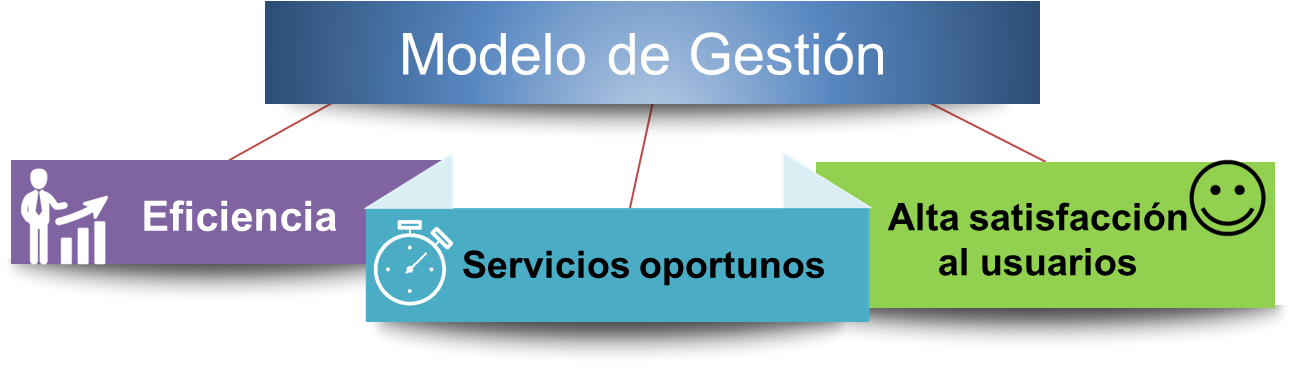 Modelo de Gestión
Eficiencia
Servicios oportunos
Alta satisfacción
al usuarios